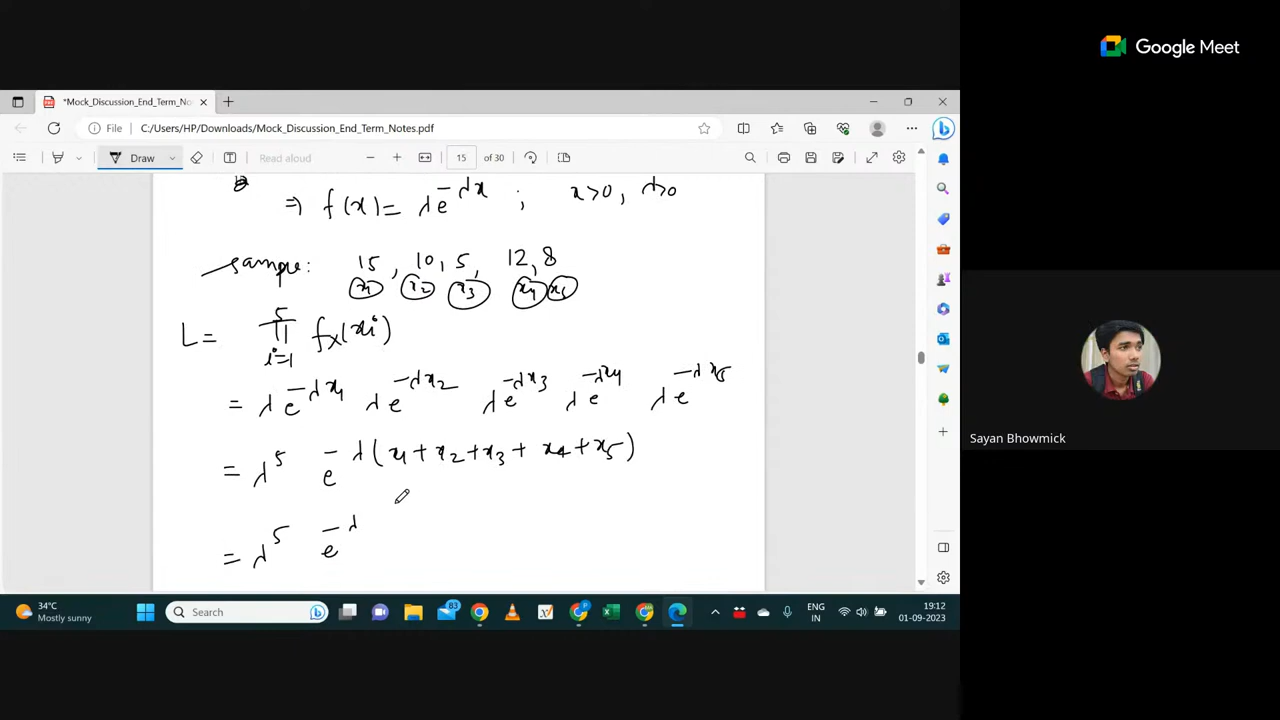 Google Meet
*Mock_Discussion_End_Term_No
File C:/Users/HP/Downloads/Mock_Discussion_End_Term_Notes.pdf
Draw Read aloud 15 of 30
⇒ f(x) = λe^{-λx} ; x>0, λ>0
sample: 15, 10, 5, 12, 8
x1 x2 x3 x4 x5
L = ∏_{i=1}^{5} fx(xi)
= λe^{-λx1} λe^{-λx2} λe^{-λx3} λe^{-λx4} λe^{-λx5}
= λ^5 e^{-λ(x1+x2+x3+x4+x5)}
= λ^5 e^{-λ}
Sayan Bhowmick
34°C
Mostly sunny
Search
83
ENG
IN
19:12
01-09-2023